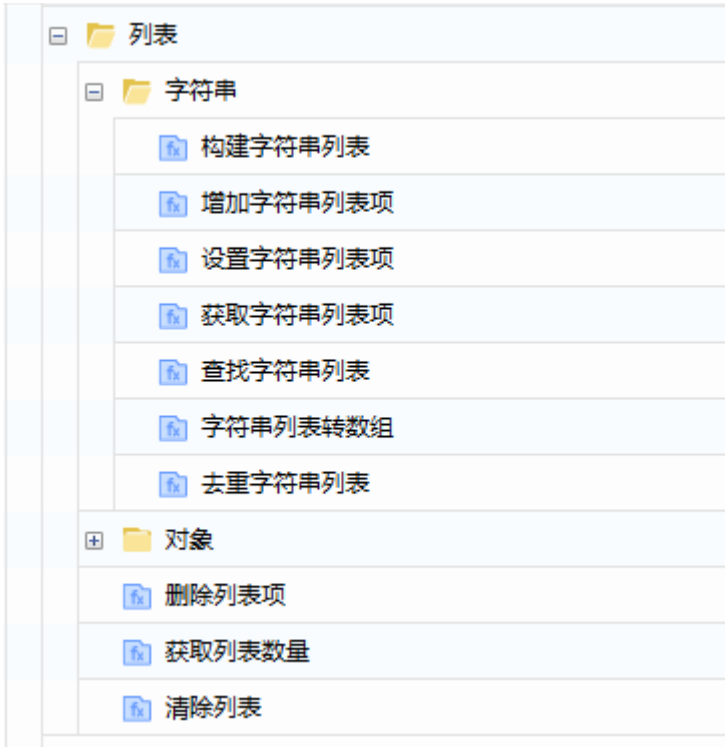 列表
字符串
构建字符串列表
增加字符串列表项
设置字符串列表项
获取字符串列表项
查找字符串列表
字符串列表转数组
去重字符串列表
对象
删除列表项
获取列表数量
清除列表